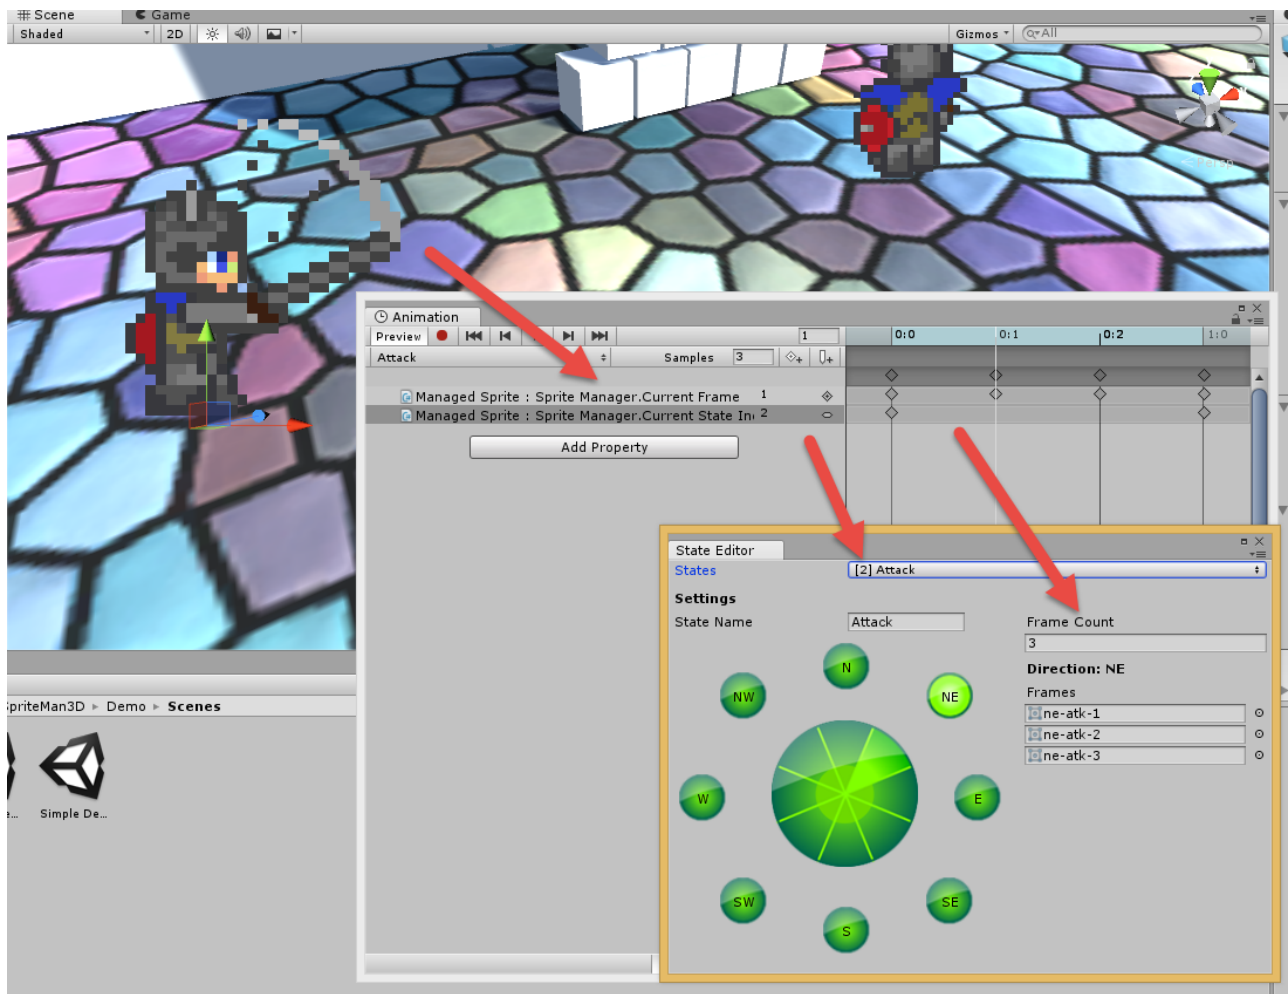 Scene Game
Shaded 2D Gizmos All
Persp
Animation
Preview 1 0:0 0:1 0:2 1:0
Attack Samples 3
Managed Sprite : Sprite Manager.Current Frame 1
Managed Sprite : Sprite Manager.Current State In 2
Add Property
State Editor
States [2] Attack
Settings
State Name Attack Frame Count
3
N
Direction: NE
NW NE Frames
SpriteMan3D Demo Scenes
ne-atk-1
ne-atk-2
ne-atk-3
W E
e... Simple De...
SW SE
S